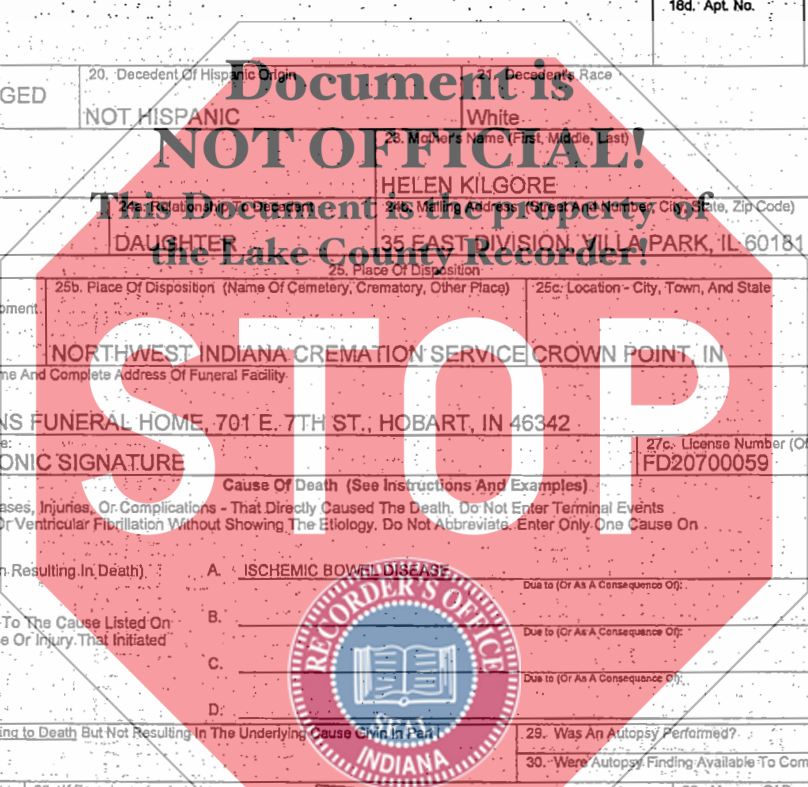 18d. Apt. No.
20. Decedent Of Hispanic Origin
21. Decedent's Race
GED
NOT HISPANIC
White
Document is
NOT OFFICIAL!
This Document is the property of
the Lake County Recorder!
23. Mother's Name (First, Middle, Last)
HELEN KILGORE
24a. Relationship To Decedent
24b. Mailing Address (Street And Number, City, State, Zip Code)
DAUGHTER
35 EAST DIVISION, VILLA PARK, IL 60181
25. Place Of Disposition
25b. Place Of Disposition (Name Of Cemetery, Crematory, Other Place)
25c. Location - City, Town, And State
NORTHWEST INDIANA CREMATION SERVICE
CROWN POINT, IN
STOP
me And Complete Address Of Funeral Facility
NS FUNERAL HOME, 701 E. 7TH ST., HOBART, IN 46342
27c. License Number (Of
ONIC SIGNATURE
FD20700059
Cause Of Death (See Instructions And Examples)
ases, Injuries, Or Complications - That Directly Caused The Death. Do Not Enter Terminal Events
Or Ventricular Fibrillation Without Showing The Etiology. Do Not Abbreviate. Enter Only One Cause On
n Resulting In Death)
A. ISCHEMIC BOWEL DISEASE
Due to (Or As A Consequence Of):
B.
To The Cause Listed On
e Or Injury That Initiated
Due to (Or As A Consequence Of):
C.
Due to (Or As A Consequence Of):
D.
RECORDER'S OFFICE
SEAL
INDIANA
ing to Death But Not Resulting In The Underlying Cause Givin In Part I
29. Was An Autopsy Performed?
30. Were Autopsy Finding Available To Com